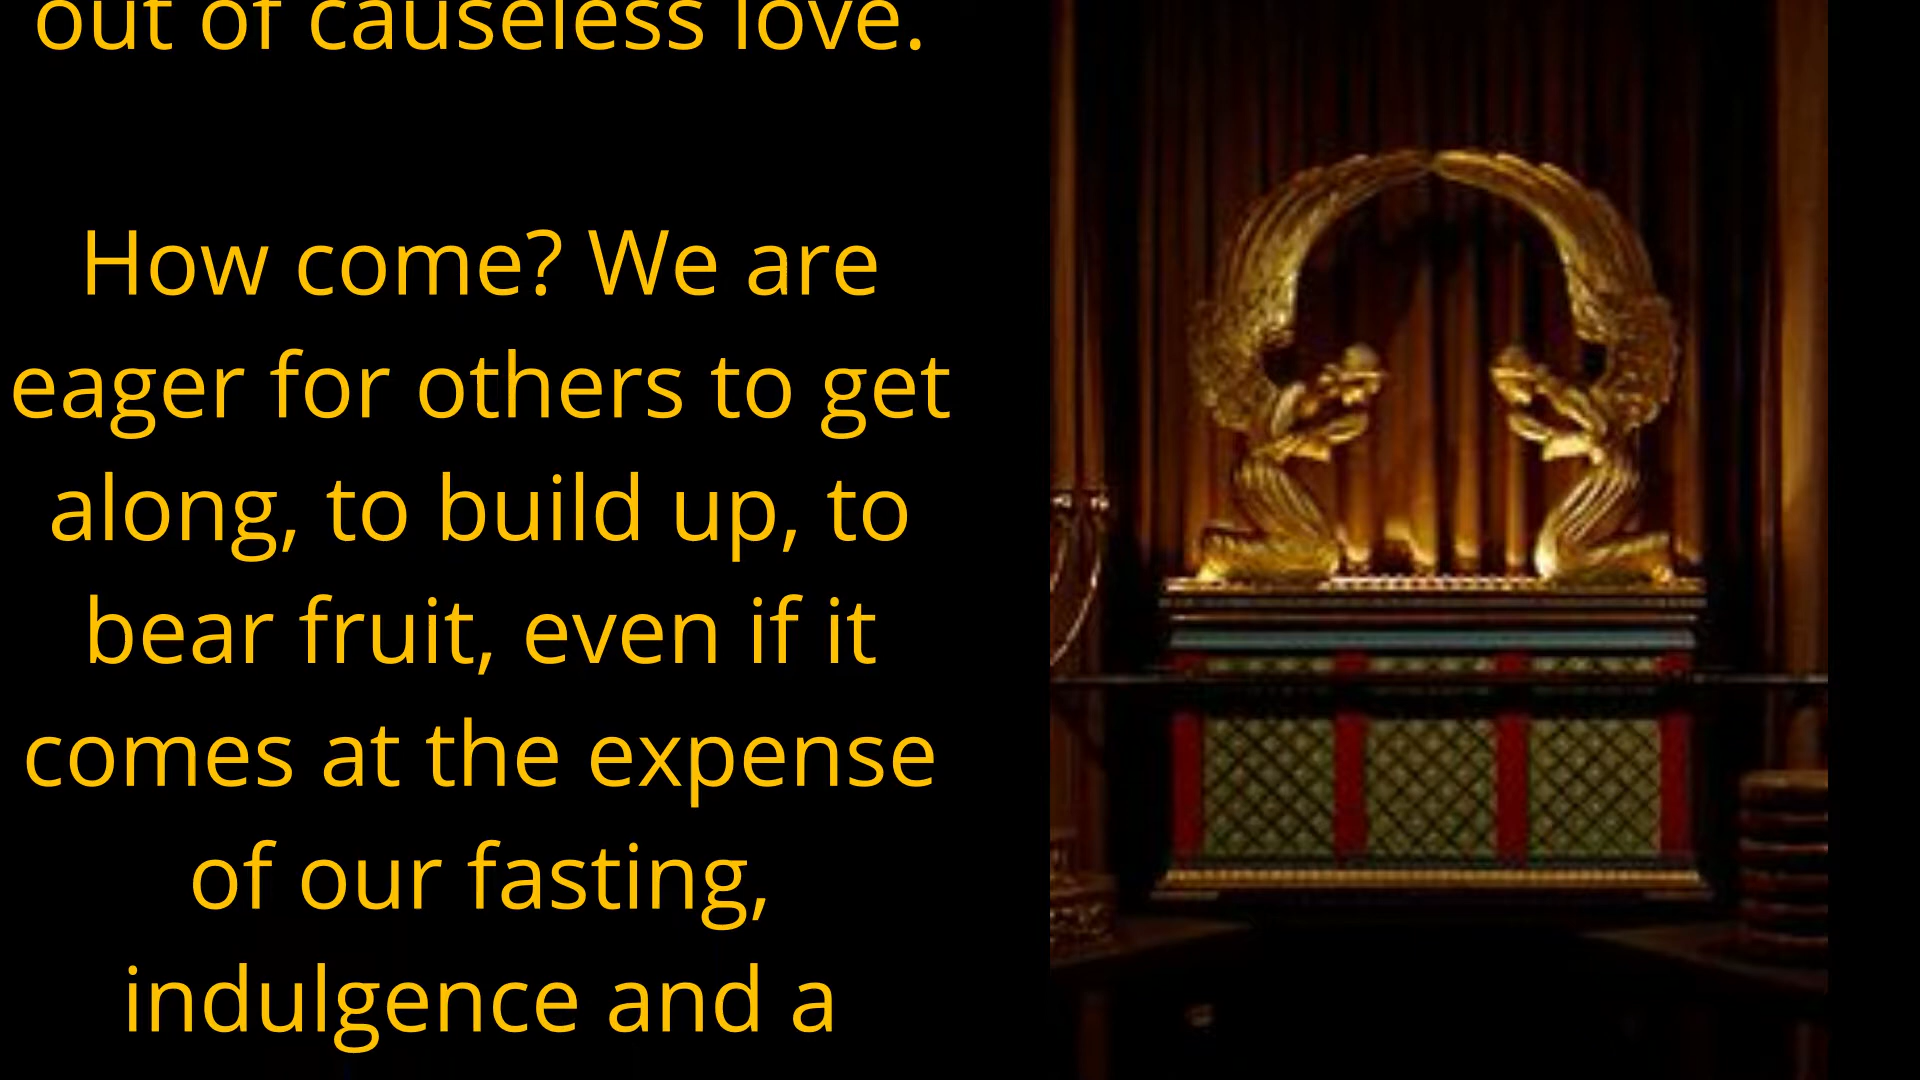 out of causeless love.
How come? We are
eager for others to get
along, to build up, to
bear fruit, even if it
comes at the expense
of our fasting,
indulgence and a